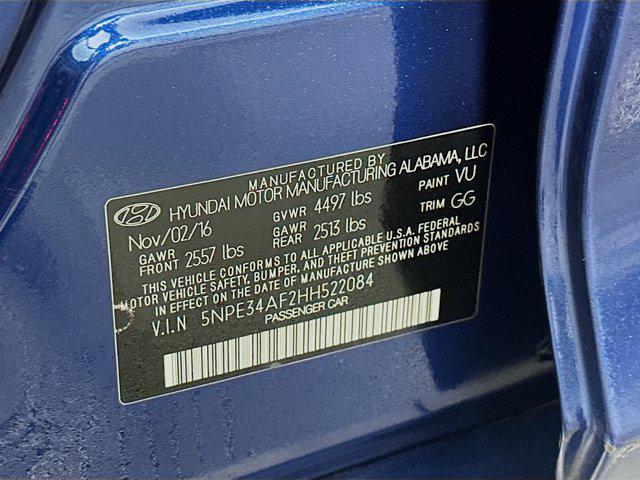 MANUFACTURED BY
HYUNDAI MOTOR MANUFACTURING ALABAMA, LLC
Nov/02/16 GVWR 4497 lbs PAINT VU
GAWR FRONT 2557 lbs GAWR REAR 2513 lbs TRIM GG
THIS VEHICLE CONFORMS TO ALL APPLICABLE U.S.A. FEDERAL
MOTOR VEHICLE SAFETY, BUMPER, AND THEFT PREVENTION STANDARDS
IN EFFECT ON THE DATE OF MANUFACTURE SHOWN ABOVE.
V.I.N 5NPE34AF2HH522084
PASSENGER CAR